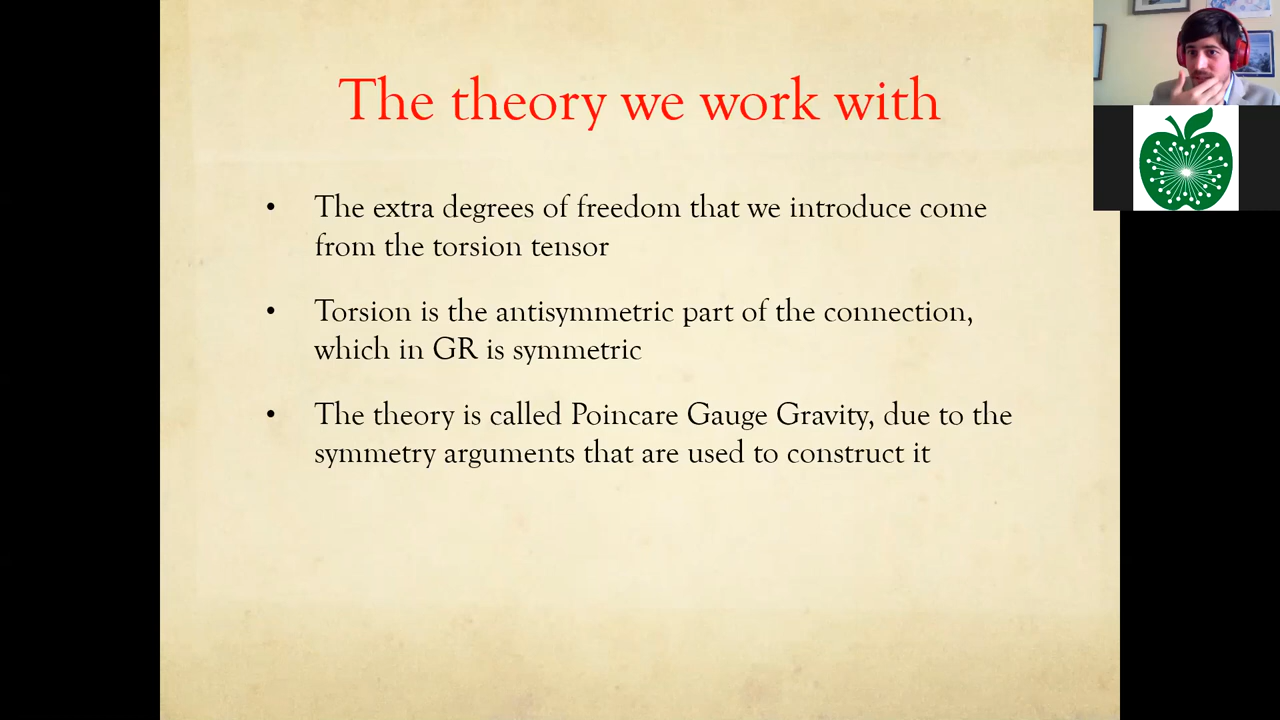 The theory we work with
• The extra degrees of freedom that we introduce come
from the torsion tensor
• Torsion is the antisymmetric part of the connection,
which in GR is symmetric
• The theory is called Poincare Gauge Gravity, due to the
symmetry arguments that are used to construct it